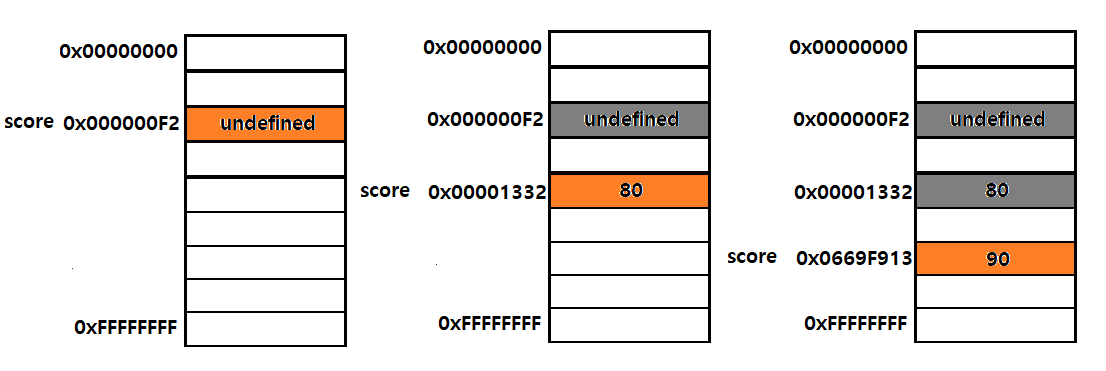 0x00000000
score 0x000000F2 undefined
0xFFFFFFFF
0x00000000
0x000000F2 undefined
score 0x00001332 80
0xFFFFFFFF
0x00000000
0x000000F2 undefined
0x00001332 80
score 0x0669F913 90
0xFFFFFFFF